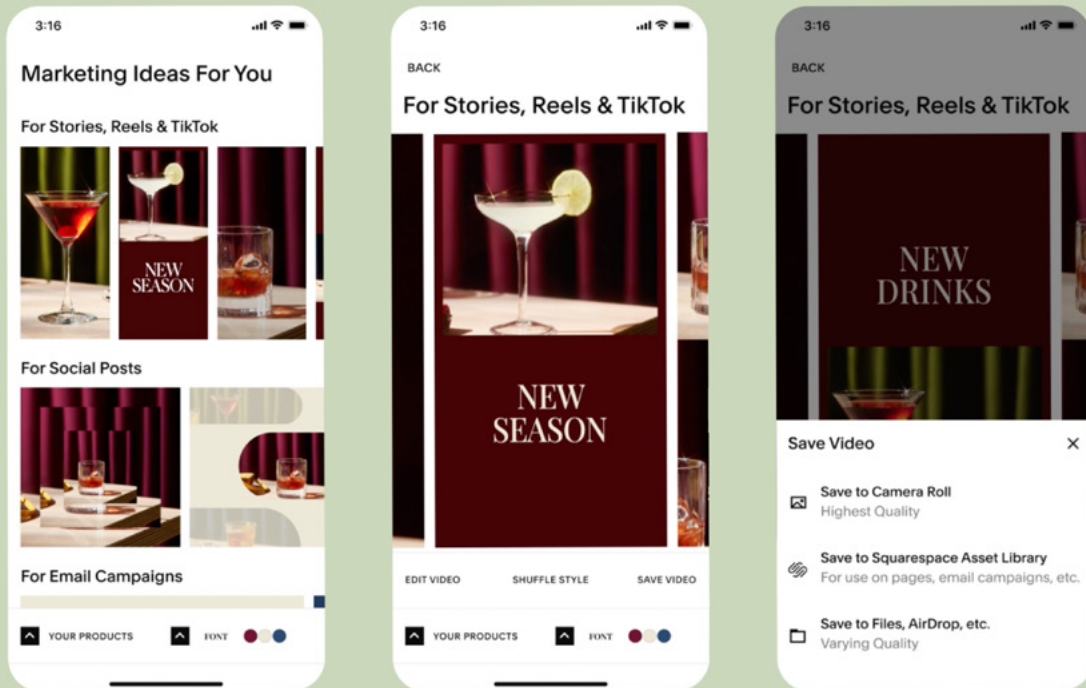 3:16
Marketing Ideas For You
For Stories, Reels & TikTok
NEW
SEASON
For Social Posts
For Email Campaigns
YOUR PRODUCTS
FONT
3:16
BACK
For Stories, Reels & TikTok
NEW
SEASON
EDIT VIDEO
SHUFFLE STYLE
SAVE VIDEO
YOUR PRODUCTS
FONT
3:16
BACK
For Stories, Reels & TikTok
NEW
DRINKS
Save Video
Save to Camera Roll
Highest Quality
Save to Squarespace Asset Library
For use on pages, email campaigns, etc.
Save to Files, AirDrop, etc.
Varying Quality